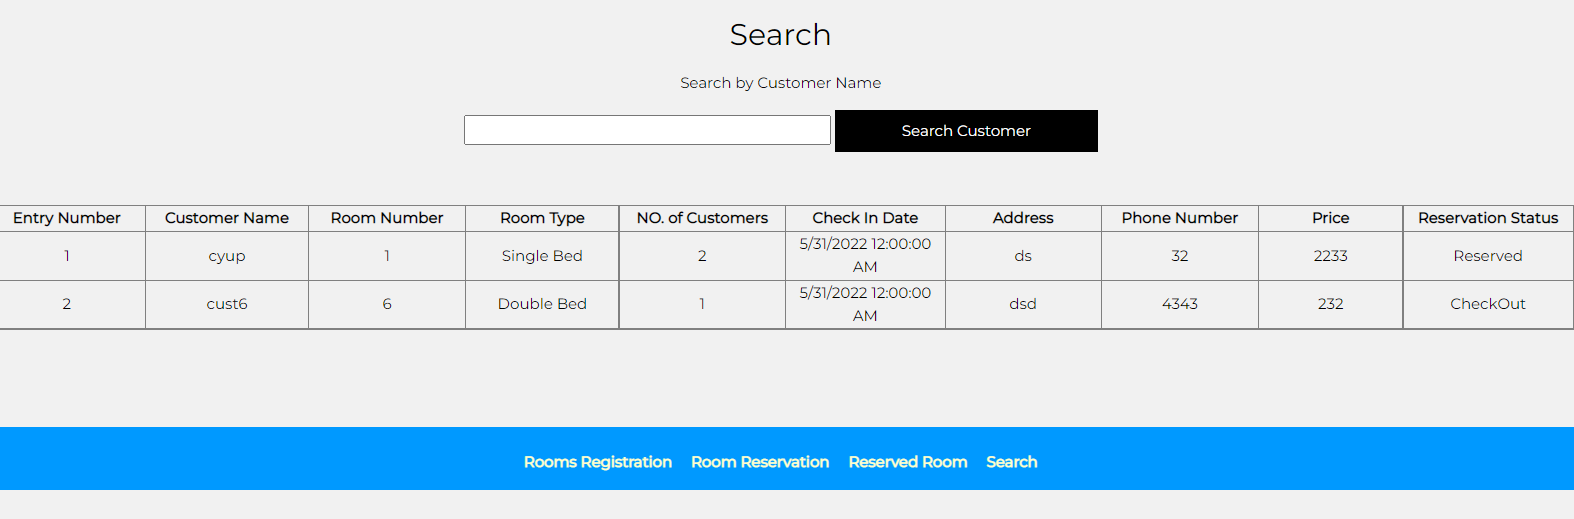 Search
Search by Customer Name
Search Customer
Entry Number Customer Name Room Number Room Type NO. of Customers Check In Date Address Phone Number Price Reservation Status
1 cyup 1 Single Bed 2 5/31/2022 12:00:00 AM ds 32 2233 Reserved
2 cust6 6 Double Bed 1 5/31/2022 12:00:00 AM dsd 4343 232 CheckOut
Rooms Registration Room Reservation Reserved Room Search